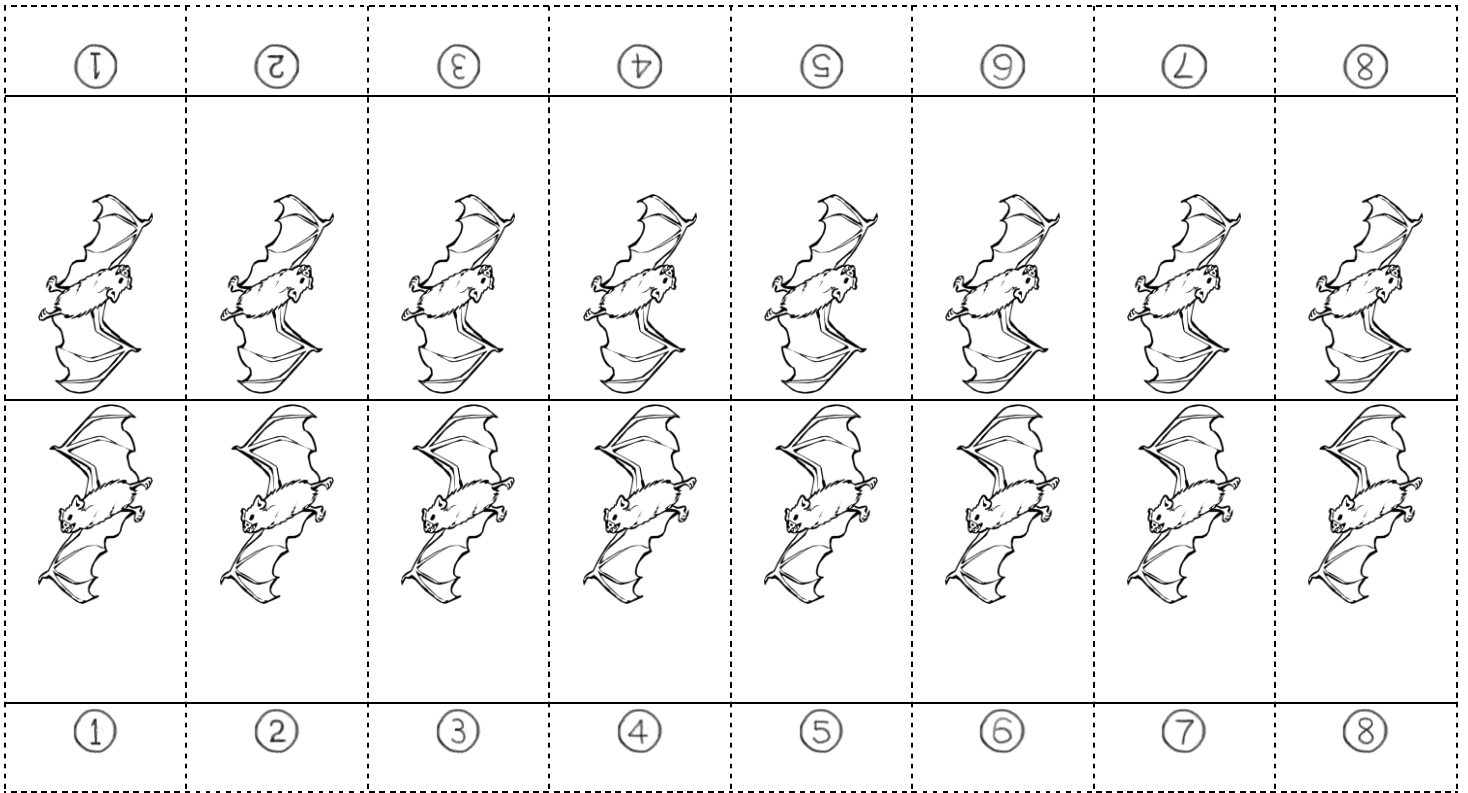 ① ② ③ ④ ⑤ ⑥ ⑦ ⑧
① ② ③ ④ ⑤ ⑥ ⑦ ⑧